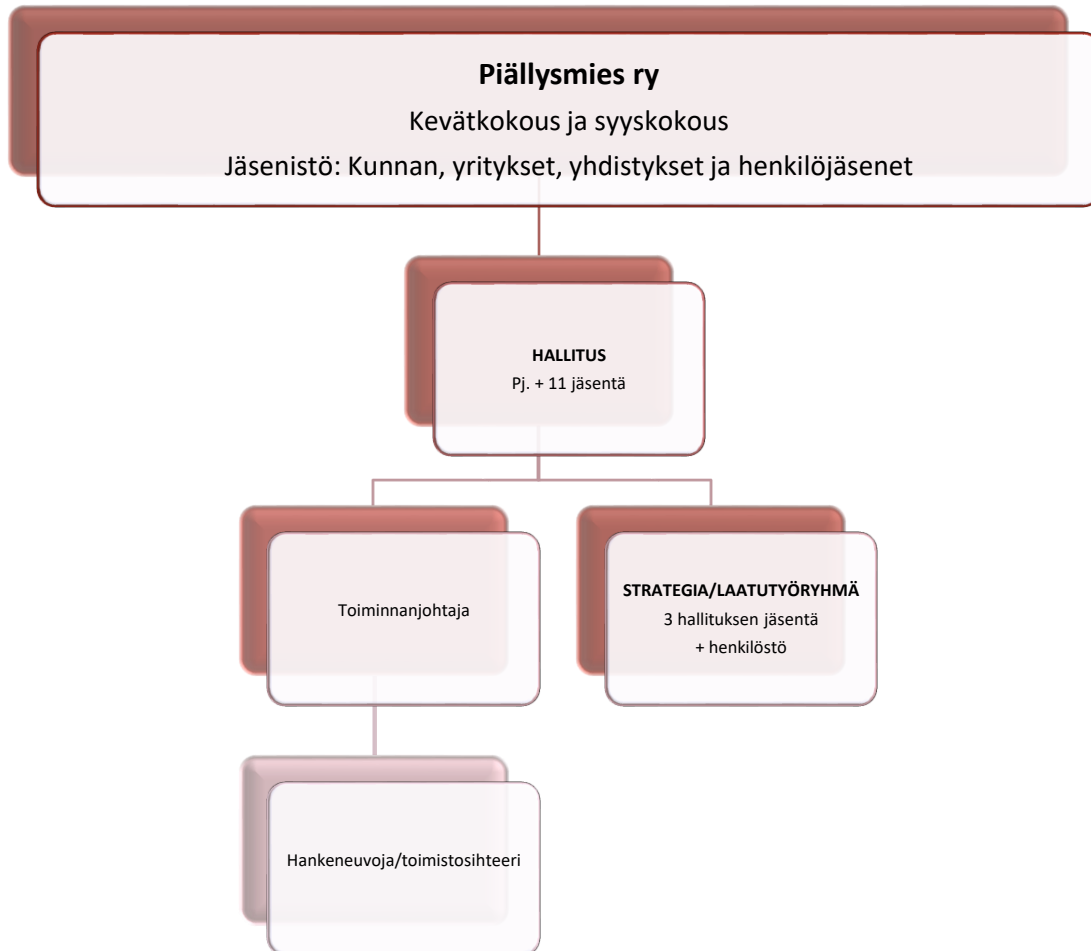 Piällysmies ry
Kevätkokous ja syyskokous
Jäsenistö: Kunnan, yritykset, yhdistykset ja henkilöjäsenet
HALLITUS
Pj. + 11 jäsentä
Toiminnanjohtaja
STRATEGIA/LAATUTYÖRYHMÄ
3 hallituksen jäsentä
+ henkilöstö
Hankeneuvoja/toimistosihteeri